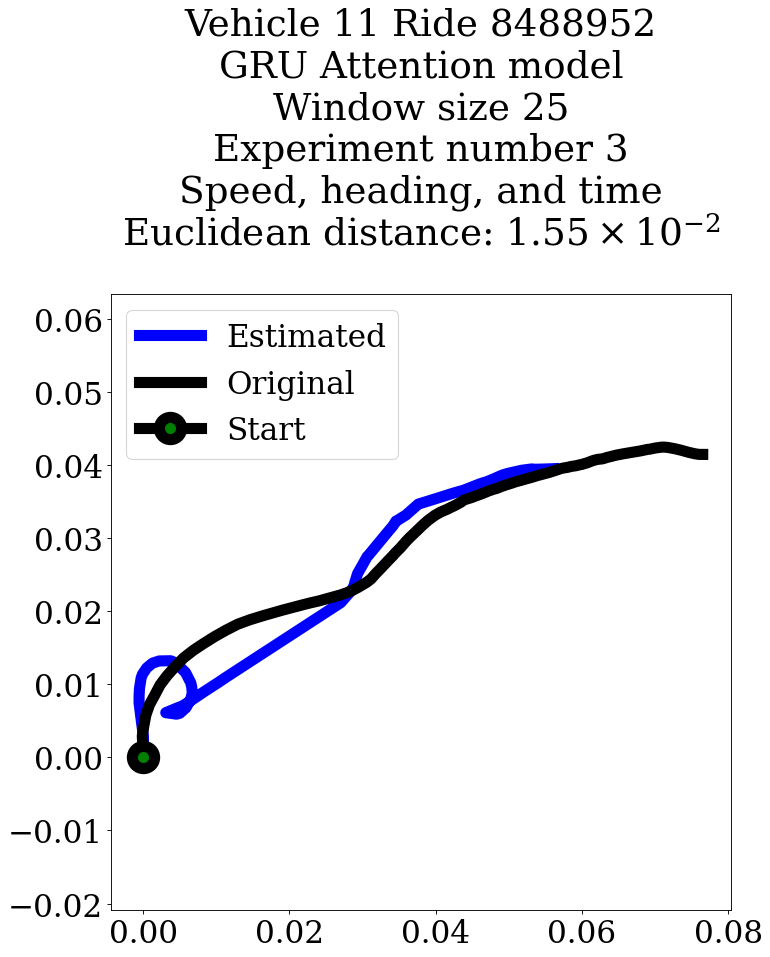 Vehicle 11 Ride 8488952
GRU Attention model
Window size 25
Experiment number 3
Speed, heading, and time
Euclidean distance: 1.55 × 10⁻²
Estimated
Original
Start
0.06
0.05
0.04
0.03
0.02
0.01
0.00
−0.01
−0.02
0.00 0.02 0.04 0.06 0.08